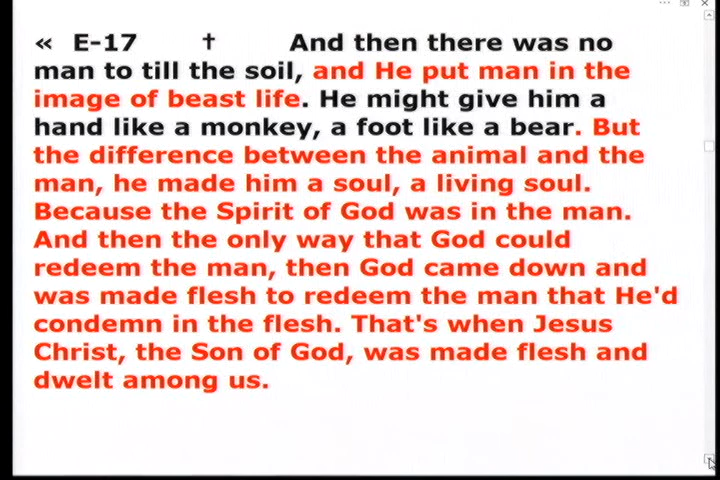 « E-17 † And then there was no
man to till the soil, and He put man in the
image of beast life. He might give him a
hand like a monkey, a foot like a bear. But
the difference between the animal and the
man, he made him a soul, a living soul.
Because the Spirit of God was in the man.
And then the only way that God could
redeem the man, then God came down and
was made flesh to redeem the man that He'd
condemn in the flesh. That's when Jesus
Christ, the Son of God, was made flesh and
dwelt among us.